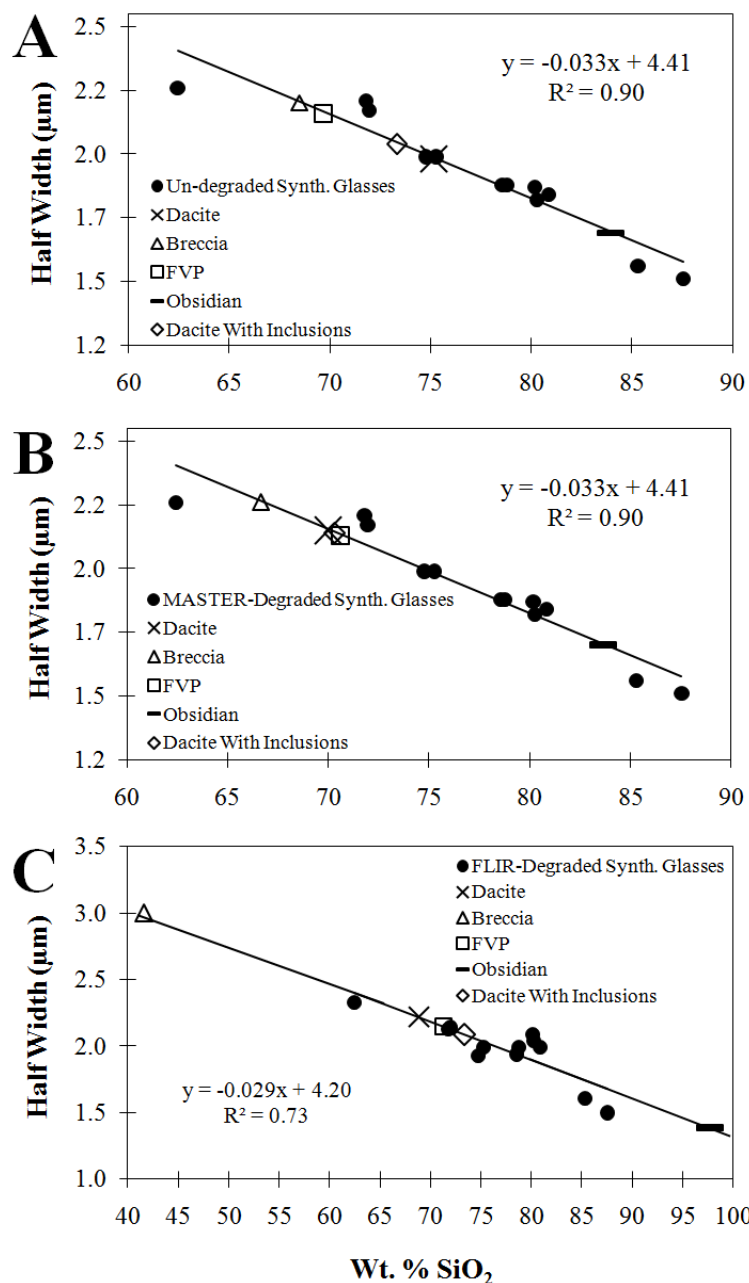 A
2.5
2.2
2.0
1.7
1.5
1.2
Half Width (µm)
y = -0.033x + 4.41
R² = 0.90
Un-degraded Synth. Glasses
Dacite
Breccia
FVP
Obsidian
Dacite With Inclusions
60 65 70 75 80 85 90
B
2.5
2.2
2.0
1.7
1.5
1.2
Half Width (µm)
y = -0.033x + 4.41
R² = 0.90
MASTER-Degraded Synth. Glasses
Dacite
Breccia
FVP
Obsidian
Dacite With Inclusions
60 65 70 75 80 85 90
C
3.5
3.0
2.5
2.0
1.5
1.0
Half Width (µm)
FLIR-Degraded Synth. Glasses
Dacite
Breccia
FVP
Obsidian
Dacite With Inclusions
y = -0.029x + 4.20
R² = 0.73
40 45 50 55 60 65 70 75 80 85 90 95 100
Wt. % SiO₂